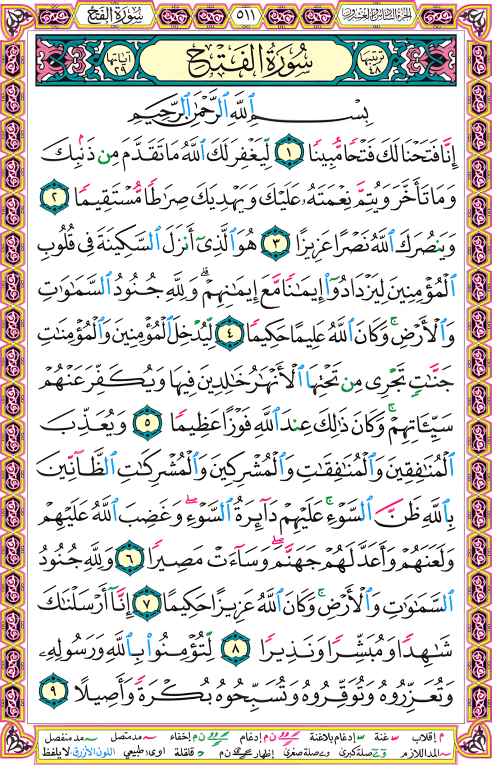 الجزء السادس والعشرون ٥١١ سُورَةُ الفَتْحِ
ترتيبها ٤٨ سُورَةُ الفَتْحِ آياتها ٢٩
بِسْمِ ٱللَّهِ ٱلرَّحْمَٰنِ ٱلرَّحِيمِ
إِنَّا فَتَحْنَا لَكَ فَتْحًا مُّبِينًا ١ لِّيَغْفِرَ لَكَ ٱللَّهُ مَا تَقَدَّمَ مِن ذَنۢبِكَ
وَمَا تَأَخَّرَ وَيُتِمَّ نِعْمَتَهُۥ عَلَيْكَ وَيَهْدِيَكَ صِرَٰطًا مُّسْتَقِيمًا ٢
وَيَنصُرَكَ ٱللَّهُ نَصْرًا عَزِيزًا ٣ هُوَ ٱلَّذِىٓ أَنزَلَ ٱلسَّكِينَةَ فِى قُلُوبِ
ٱلْمُؤْمِنِينَ لِيَزْدَادُوٓا۟ إِيمَٰنًا مَّعَ إِيمَٰنِهِمْ ۗ وَلِلَّهِ جُنُودُ ٱلسَّمَٰوَٰتِ
وَٱلْأَرْضِ ۚ وَكَانَ ٱللَّهُ عَلِيمًا حَكِيمًا ٤ لِّيُدْخِلَ ٱلْمُؤْمِنِينَ وَٱلْمُؤْمِنَٰتِ
جَنَّٰتٍ تَجْرِى مِن تَحْتِهَا ٱلْأَنْهَٰرُ خَٰلِدِينَ فِيهَا وَيُكَفِّرَ عَنْهُمْ
سَيِّـَٔاتِهِمْ ۚ وَكَانَ ذَٰلِكَ عِندَ ٱللَّهِ فَوْزًا عَظِيمًا ٥ وَيُعَذِّبَ
ٱلْمُنَٰفِقِينَ وَٱلْمُنَٰفِقَٰتِ وَٱلْمُشْرِكِينَ وَٱلْمُشْرِكَٰتِ ٱلظَّآنِّينَ
بِٱللَّهِ ظَنَّ ٱلسَّوْءِ ۚ عَلَيْهِمْ دَآئِرَةُ ٱلسَّوْءِ ۖ وَغَضِبَ ٱللَّهُ عَلَيْهِمْ
وَلَعَنَهُمْ وَأَعَدَّ لَهُمْ جَهَنَّمَ ۖ وَسَآءَتْ مَصِيرًا ٦ وَلِلَّهِ جُنُودُ
ٱلسَّمَٰوَٰتِ وَٱلْأَرْضِ ۚ وَكَانَ ٱللَّهُ عَزِيزًا حَكِيمًا ٧ إِنَّآ أَرْسَلْنَٰكَ
شَٰهِدًا وَمُبَشِّرًا وَنَذِيرًا ٨ لِّتُؤْمِنُوا۟ بِٱللَّهِ وَرَسُولِهِۦ
وَتُعَزِّرُوهُ وَتُوَقِّرُوهُ وَتُسَبِّحُوهُ بُكْرَةً وَأَصِيلًا ٩
م إقلاب غنة إدغام بلاغنة ن م إدغام ن م إخفاء مد متصل مد منفصل
المد اللازم صلة كبرى وصلة صغرى إظهار قلقلة طبيعي اللون الأزرق لا يلفظ